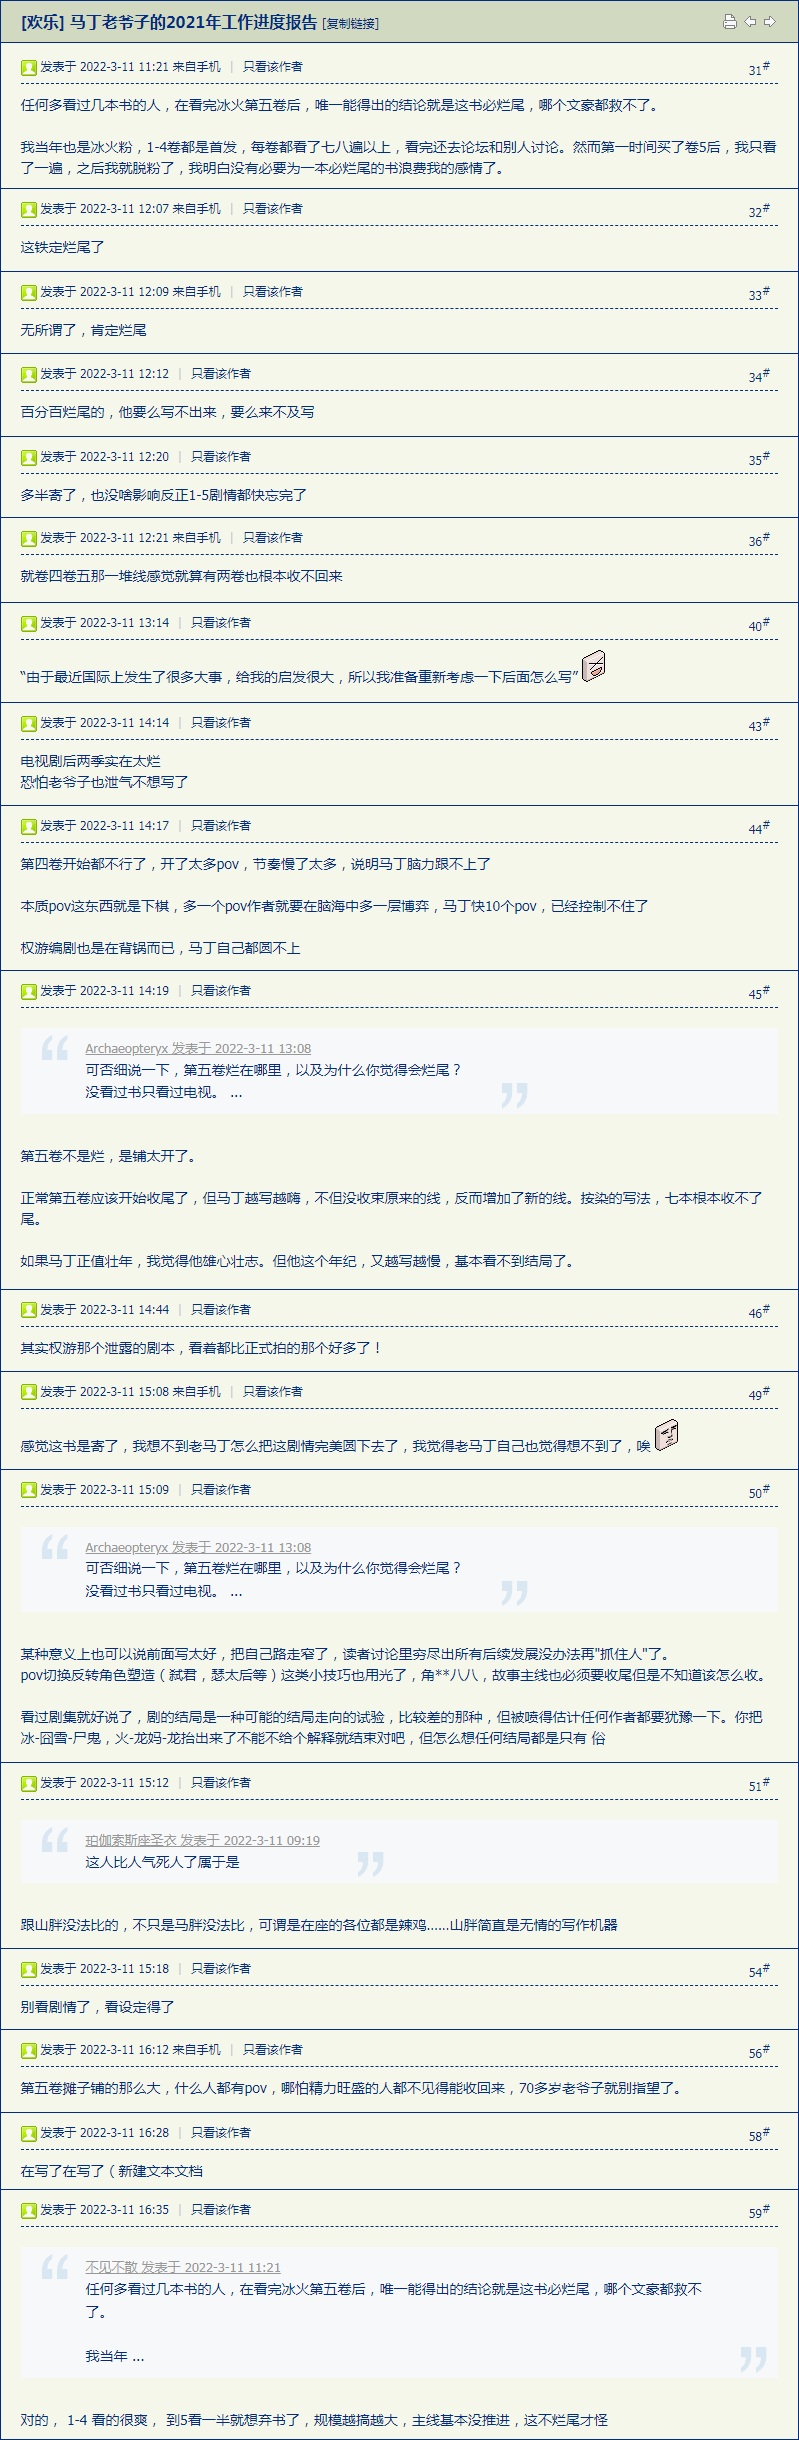 [欢乐] 马丁老爷子的2021年工作进度报告 [复制链接]
发表于 2022-3-11 11:21 来自手机 | 只看该作者
31#
任何多看过几本书的人，在看完冰火第五卷后，唯一能得出的结论就是这书必烂尾，哪个文豪都救不了。
我当年也是冰火粉，1-4卷都是首发，每卷都看了七八遍以上，看完还去论坛和别人讨论。然而第一时间买了卷5后，我只看
了一遍，之后我就脱粉了，我明白没有必要为一本必烂尾的书浪费我的感情了。
发表于 2022-3-11 12:07 来自手机 | 只看该作者
32#
这铁定烂尾了
发表于 2022-3-11 12:09 来自手机 | 只看该作者
33#
无所谓了，肯定烂尾
发表于 2022-3-11 12:12 | 只看该作者
34#
百分百烂尾的，他要么写不出来，要么来不及写
发表于 2022-3-11 12:20 | 只看该作者
35#
多半寄了，也没啥影响反正1-5剧情都快忘完了
发表于 2022-3-11 12:21 来自手机 | 只看该作者
36#
就卷四卷五那一堆线感觉就算有两卷也根本收不回来
发表于 2022-3-11 13:14 | 只看该作者
40#
“由于最近国际上发生了很多大事，给我的启发很大，所以我准备重新考虑一下后面怎么写”
发表于 2022-3-11 14:14 | 只看该作者
43#
电视剧后两季实在太烂
恐怕老爷子也泄气不想写了
发表于 2022-3-11 14:17 | 只看该作者
44#
第四卷开始都不行了，开了太多pov，节奏慢了太多，说明马丁脑力跟不上了
本质pov这东西就是下棋，多一个pov作者就要在脑海中多一层博弈，马丁快10个pov，已经控制不住了
权游编剧也是在背锅而已，马丁自己都圆不上
发表于 2022-3-11 14:19 | 只看该作者
45#
Archaeopteryx 发表于 2022-3-11 13:08
可否细说一下，第五卷烂在哪里，以及为什么你觉得会烂尾？
没看过书只看过电视。 ...
第五卷不是烂，是铺太开了。
正常第五卷应该开始收尾了，但马丁越写越嗨，不但没收束原来的线，反而增加了新的线。按染的写法，七本根本收不了
尾。
如果马丁正值壮年，我觉得他雄心壮志。但他这个年纪，又越写越慢，基本看不到结局了。
发表于 2022-3-11 14:44 | 只看该作者
46#
其实权游那个泄露的剧本，看着都比正式拍的那个好多了！
发表于 2022-3-11 15:08 来自手机 | 只看该作者
49#
感觉这书是寄了，我想不到老马丁怎么把这剧情完美圆下去了，我觉得老马丁自己也觉得想不到了，唉
发表于 2022-3-11 15:09 | 只看该作者
50#
Archaeopteryx 发表于 2022-3-11 13:08
可否细说一下，第五卷烂在哪里，以及为什么你觉得会烂尾？
没看过书只看过电视。 ...
某种意义上也可以说前面写太好，把自己路走窄了，读者讨论里穷尽出所有后续发展没办法再"抓住人"了。
pov切换反转角色塑造（弑君，瑟太后等）这类小技巧也用光了，角**八八，故事主线也必须要收尾但是不知道该怎么收。
看过剧集就好说了，剧的结局是一种可能的结局走向的试验，比较差的那种，但被喷得估计任何作者都要犹豫一下。你把
冰-囧雪-尸鬼，火-龙妈-龙抬出来了不能不给个解释就结束对吧，但怎么想任何结局都是只有 俗
发表于 2022-3-11 15:12 | 只看该作者
51#
珀伽索斯座圣衣 发表于 2022-3-11 09:19
这人比人气死人了属于是
跟山胖没法比的，不只是马胖没法比，可谓是在座的各位都是辣鸡......山胖简直是无情的写作机器
发表于 2022-3-11 15:18 | 只看该作者
54#
别看剧情了，看设定得了
发表于 2022-3-11 16:12 来自手机 | 只看该作者
56#
第五卷摊子铺的那么大，什么人都有pov，哪怕精力旺盛的人都不见得能收回来，70多岁老爷子就别指望了。
发表于 2022-3-11 16:28 | 只看该作者
58#
在写了在写了（新建文本文档
发表于 2022-3-11 16:35 | 只看该作者
59#
不见不散 发表于 2022-3-11 11:21
任何多看过几本书的人，在看完冰火第五卷后，唯一能得出的结论就是这书必烂尾，哪个文豪都救不
了。
我当年 ...
对的， 1-4 看的很爽， 到5看一半就想弃书了，规模越搞越大，主线基本没推进，这不烂尾才怪